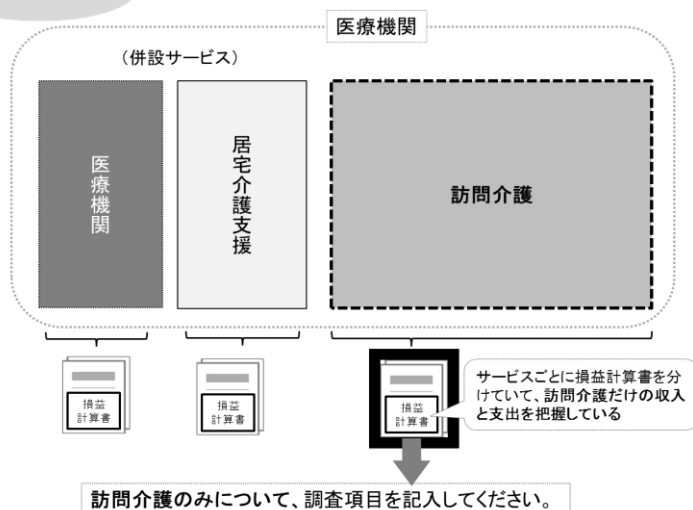 医療機関
（併設サービス）
医療機関
居宅介護支援
訪問介護
損益
計算書
損益
計算書
損益
計算書
サービスごとに損益計算書を分
けていて、訪問介護だけの収入
と支出を把握している
訪問介護のみについて、調査項目を記入してください。